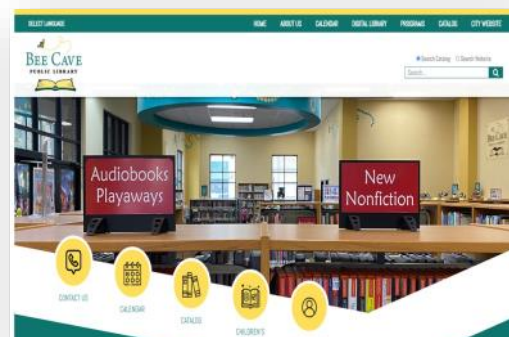 SELECT LANGUAGE
HOME ABOUT US CALENDAR DIGITAL LIBRARY PROGRAMS CATALOG CITY WEBSITE
BEE CAVE
PUBLIC LIBRARY
Search Catalog Search Website
Search...
Audiobooks
Playaways
New
Nonfiction
CONTACT US
CALENDAR
CATALOG
CHILDREN'S